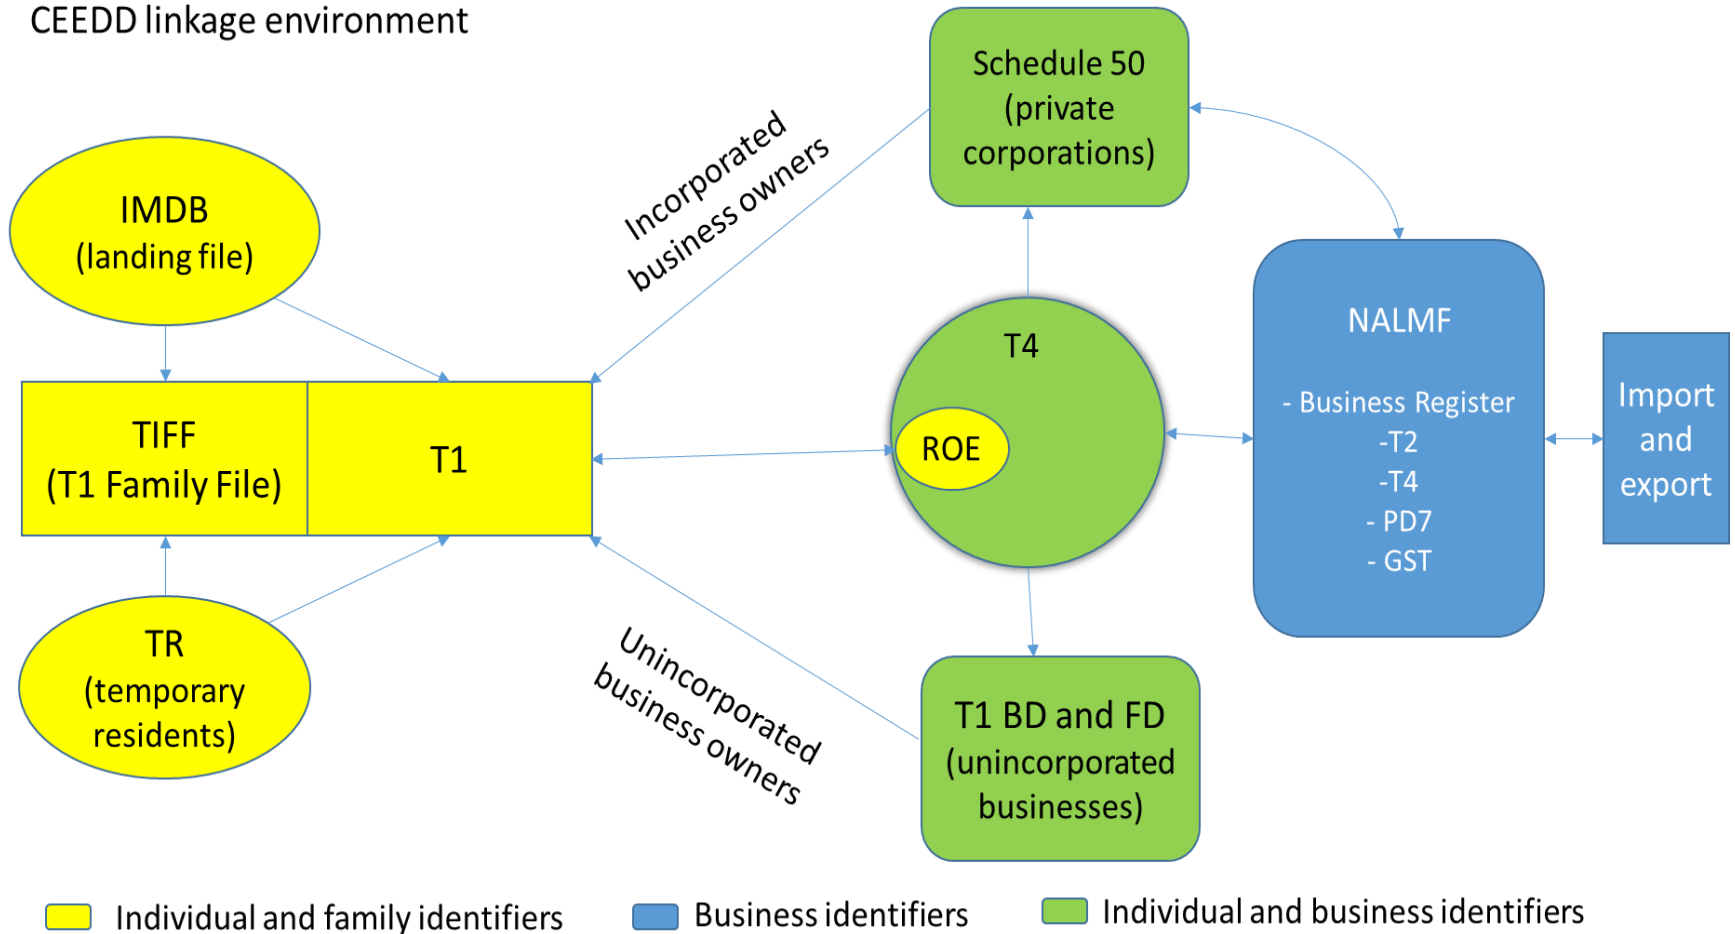 CEEDD linkage environment
Schedule 50
(private
corporations)
Incorporated
business owners
IMDB
(landing file)
T4
NALMF
- Business Register
-T2
-T4
- PD7
- GST
Import
and
export
TIFF
(T1 Family File)
T1
ROE
TR
(temporary
residents)
Unincorporated
business owners
T1 BD and FD
(unincorporated
businesses)
Individual and family identifiers
Business identifiers
Individual and business identifiers